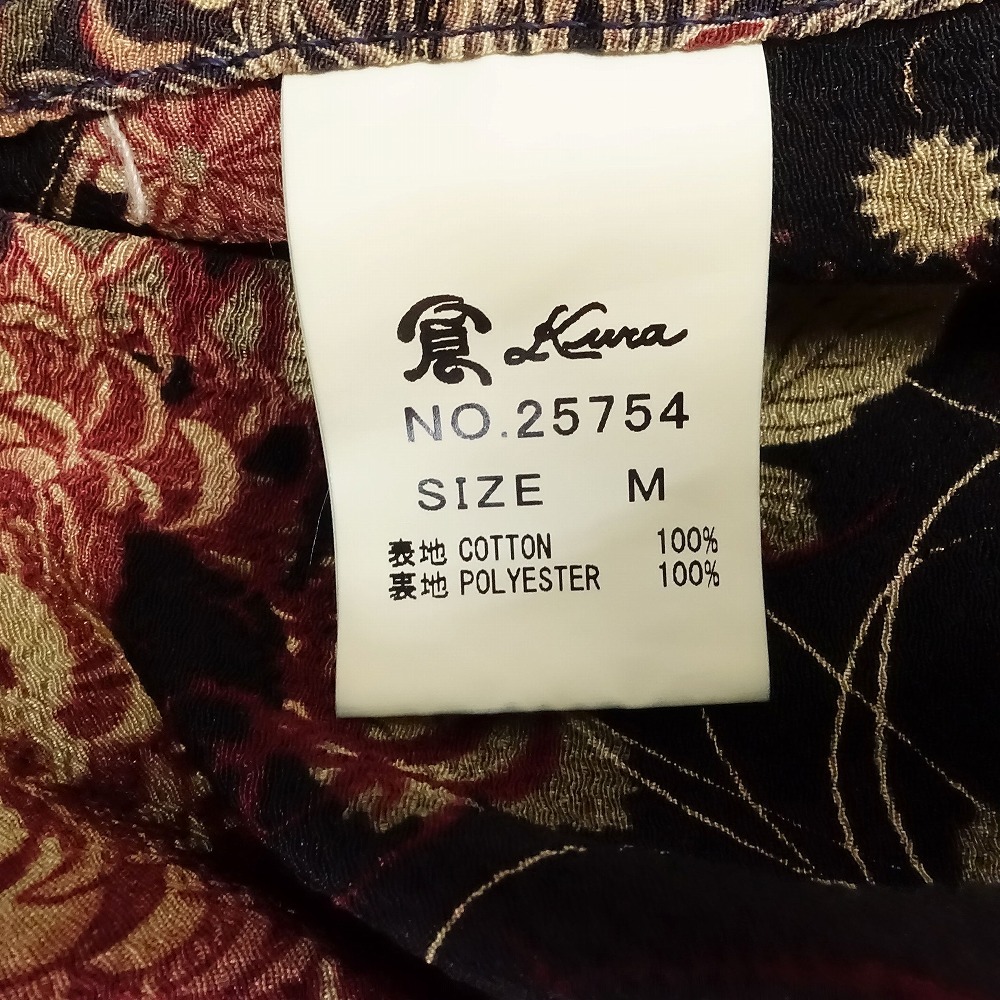 倉 Kura
NO.25754
SIZE M
表地 COTTON 100%
裏地 POLYESTER 100%